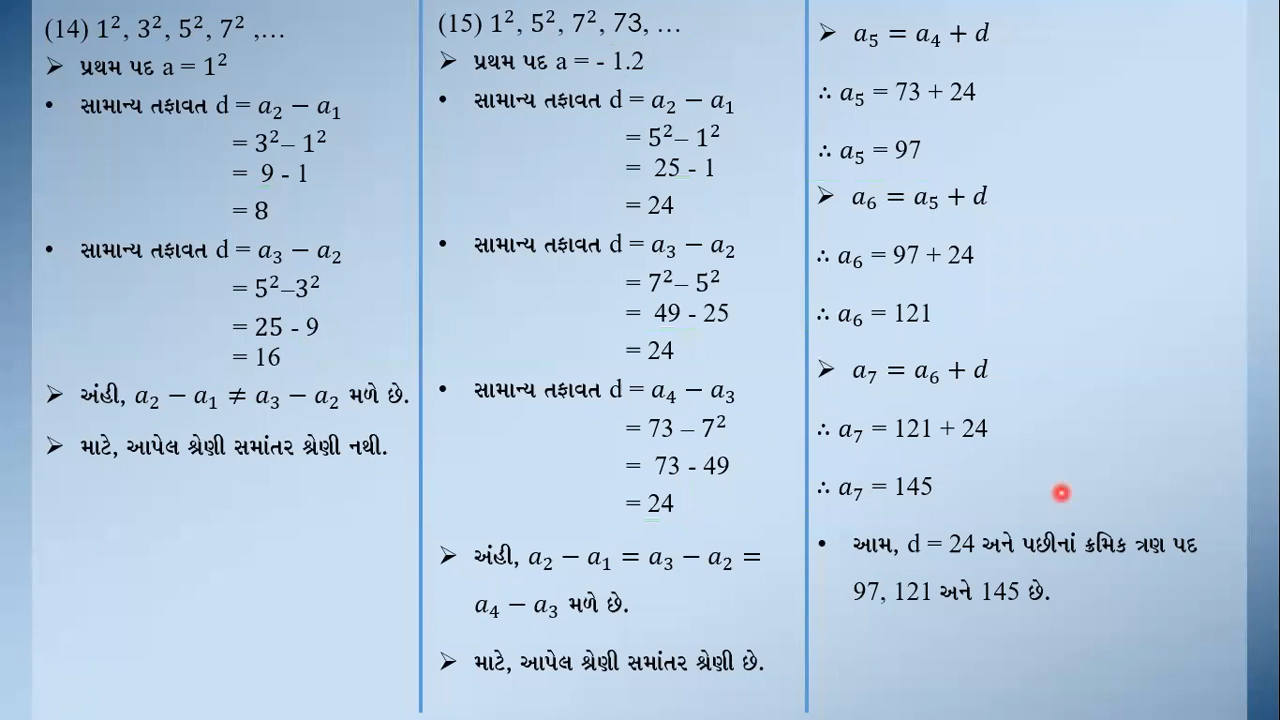 (14) 1², 3², 5², 7² ,…
➢ પ્રથમ પદ a = 1²
• સામાન્ય તફાવત d = a₂ − a₁
= 3²– 1²
= 9 - 1
= 8
• સામાન્ય તફાવત d = a₃ − a₂
= 5²–3²
= 25 - 9
= 16
➢ અંહી, a₂ − a₁ ≠ a₃ − a₂ મળે છે.
➢ માટે, આપેલ શ્રેણી સમાંતર શ્રેણી નથી.
(15) 1², 5², 7², 73, …
➢ પ્રથમ પદ a = - 1.2
• સામાન્ય તફાવત d = a₂ − a₁
= 5²– 1²
= 25 - 1
= 24
• સામાન્ય તફાવત d = a₃ − a₂
= 7²– 5²
= 49 - 25
= 24
• સામાન્ય તફાવત d = a₄ − a₃
= 73 – 7²
= 73 - 49
= 24
➢ અંહી, a₂ − a₁ = a₃ − a₂ =
a₄ − a₃ મળે છે.
➢ માટે, આપેલ શ્રેણી સમાંતર શ્રેણી છે.
➢ a₅ = a₄ + d
∴ a₅ = 73 + 24
∴ a₅ = 97
➢ a₆ = a₅ + d
∴ a₆ = 97 + 24
∴ a₆ = 121
➢ a₇ = a₆ + d
∴ a₇ = 121 + 24
∴ a₇ = 145
• આમ, d = 24 અને પછીનાં ક્રમિક ત્રણ પદ
97, 121 અને 145 છે.